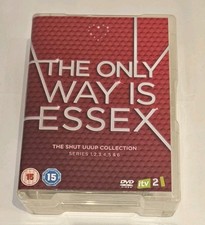 THE ONLY
WAY IS
ESSEX
THE SHUT UUUP COLLECTION
SERIES 1 2 3 4 5 & 6
15
15
DVD
itv 2